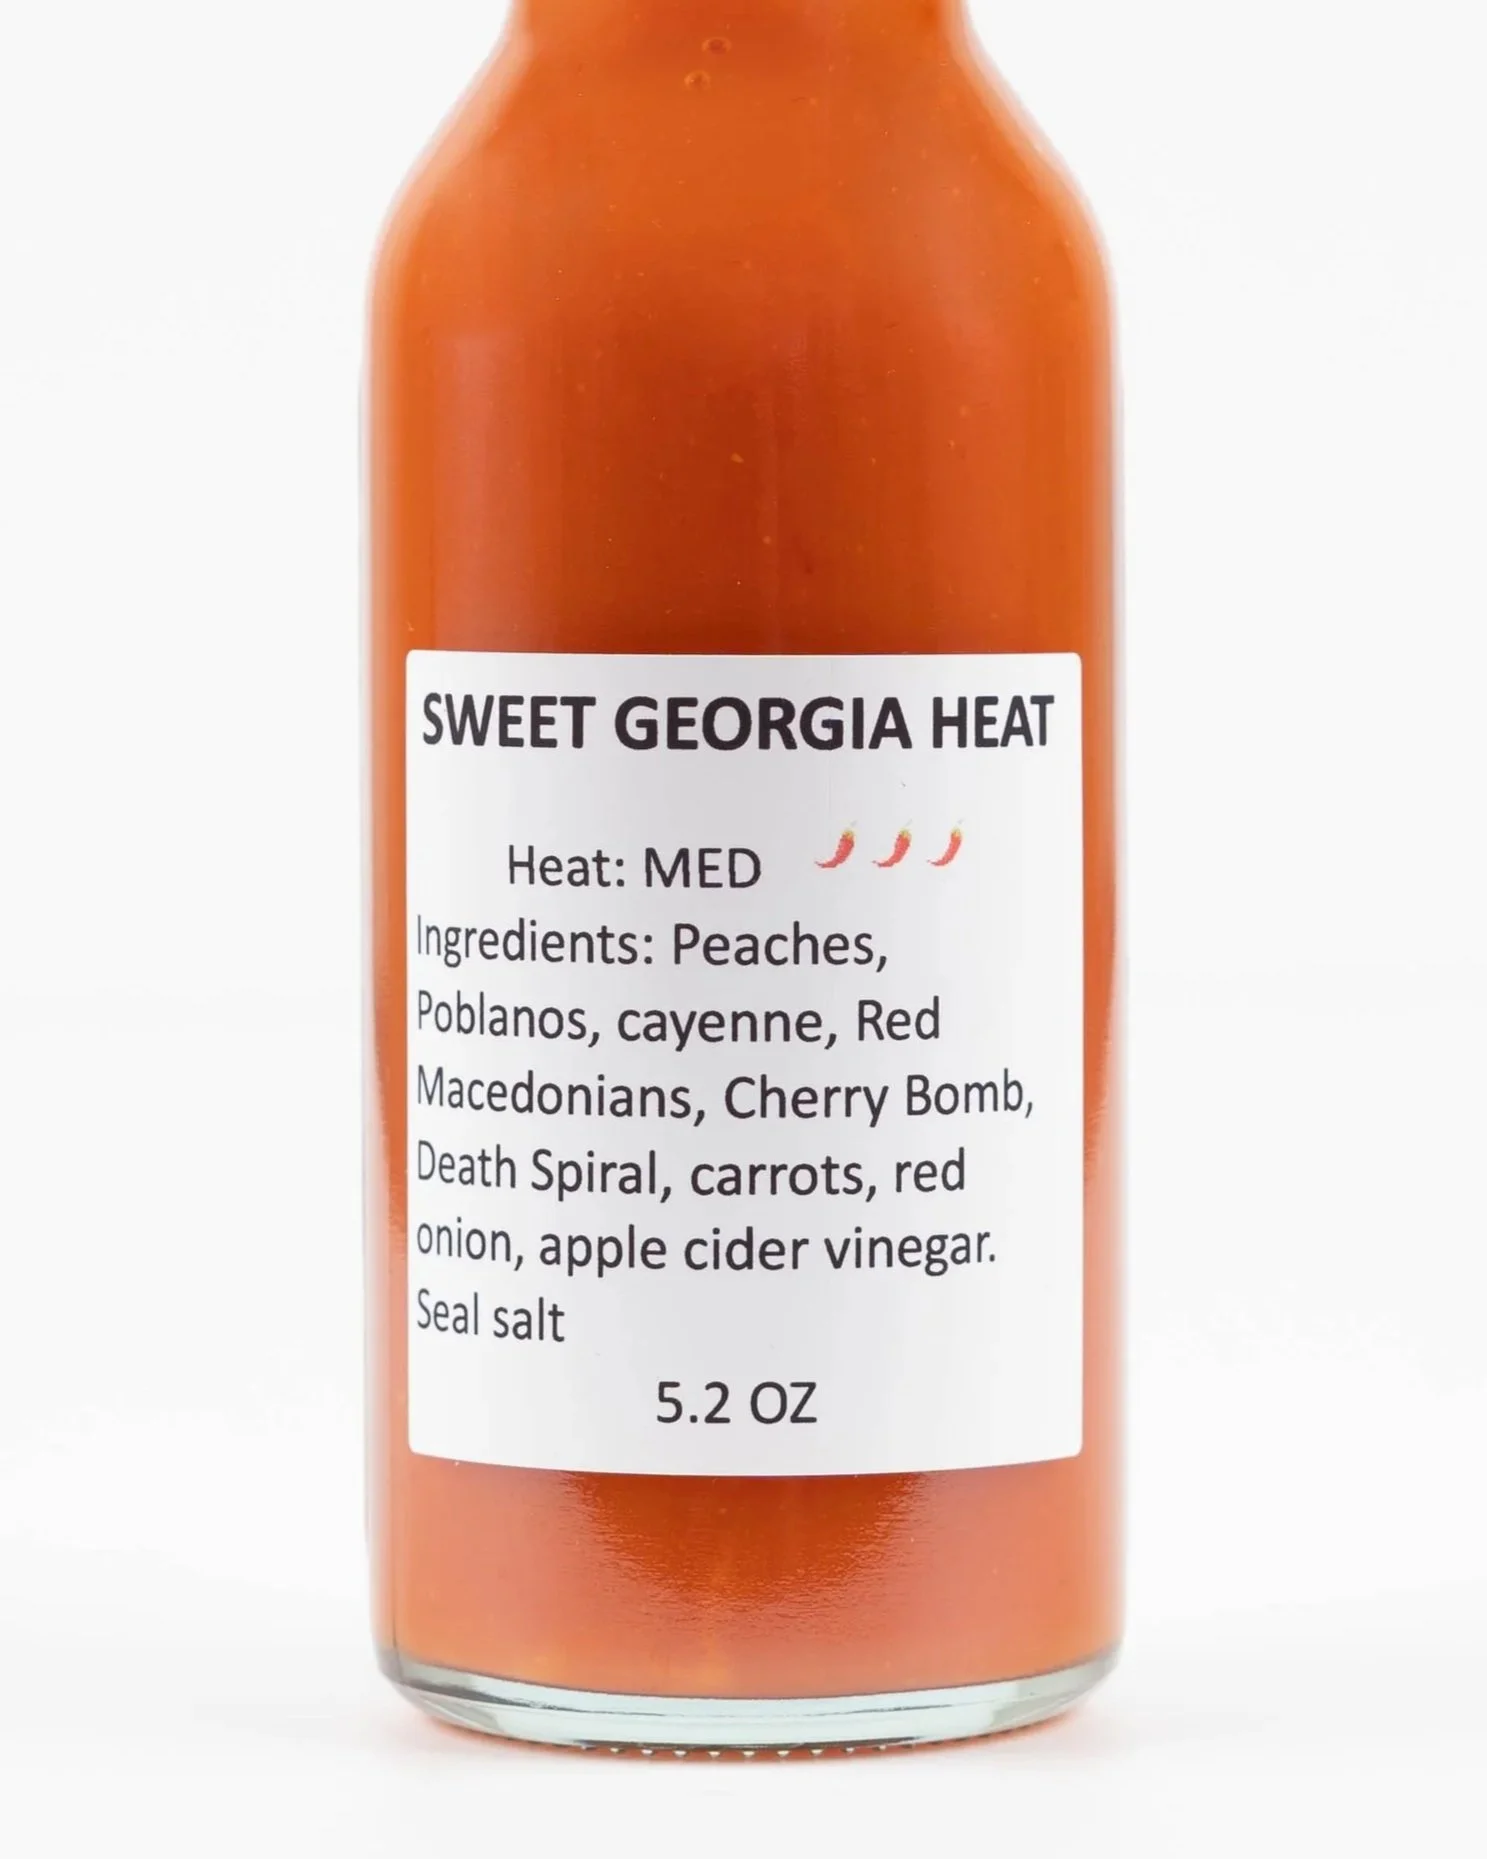 SWEET GEORGIA HEAT
Heat: MED
Ingredients: Peaches,
Poblanos, cayenne, Red
Macedonians, Cherry Bomb,
Death Spiral, carrots, red
onion, apple cider vinegar.
Seal salt
5.2 OZ